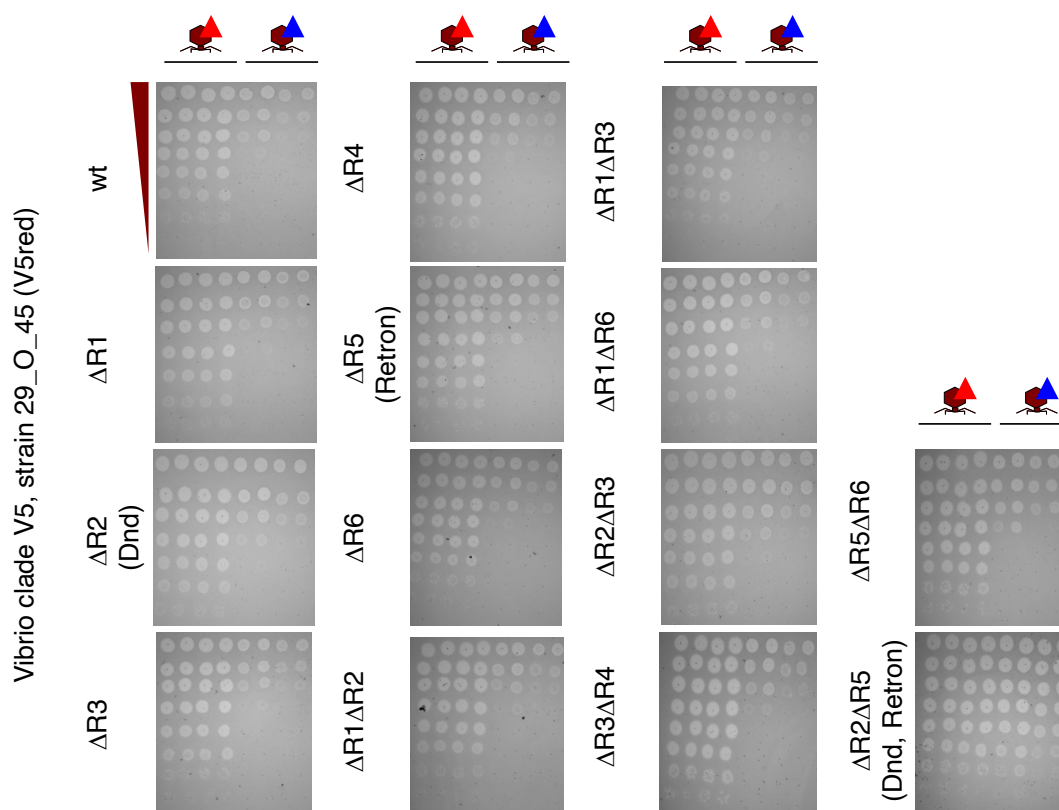 Vibrio clade V5, strain 29_O_45 (V5red)
wt
ΔR1
ΔR2
(Dnd)
ΔR3
ΔR4
ΔR5
(Retron)
ΔR6
ΔR1ΔR2
ΔR1ΔR3
ΔR1ΔR6
ΔR2ΔR3
ΔR3ΔR4
ΔR5ΔR6
ΔR2ΔR5
(Dnd, Retron)